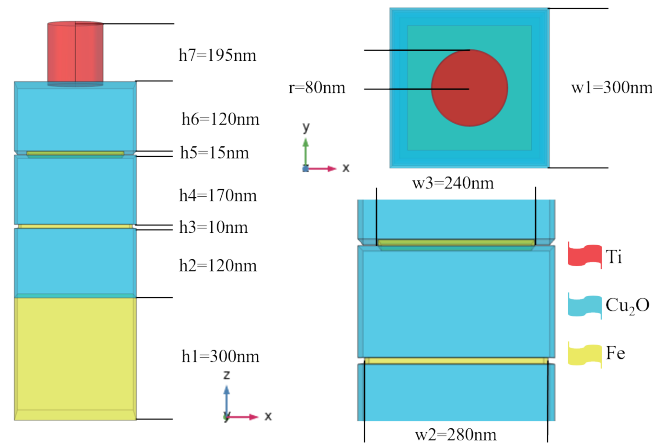 h7=195nm
h6=120nm
h5=15nm
h4=170nm
h3=10nm
h2=120nm
h1=300nm
z
y
x
r=80nm
w1=300nm
y
z
x
w3=240nm
w2=280nm
Ti
Cu₂O
Fe